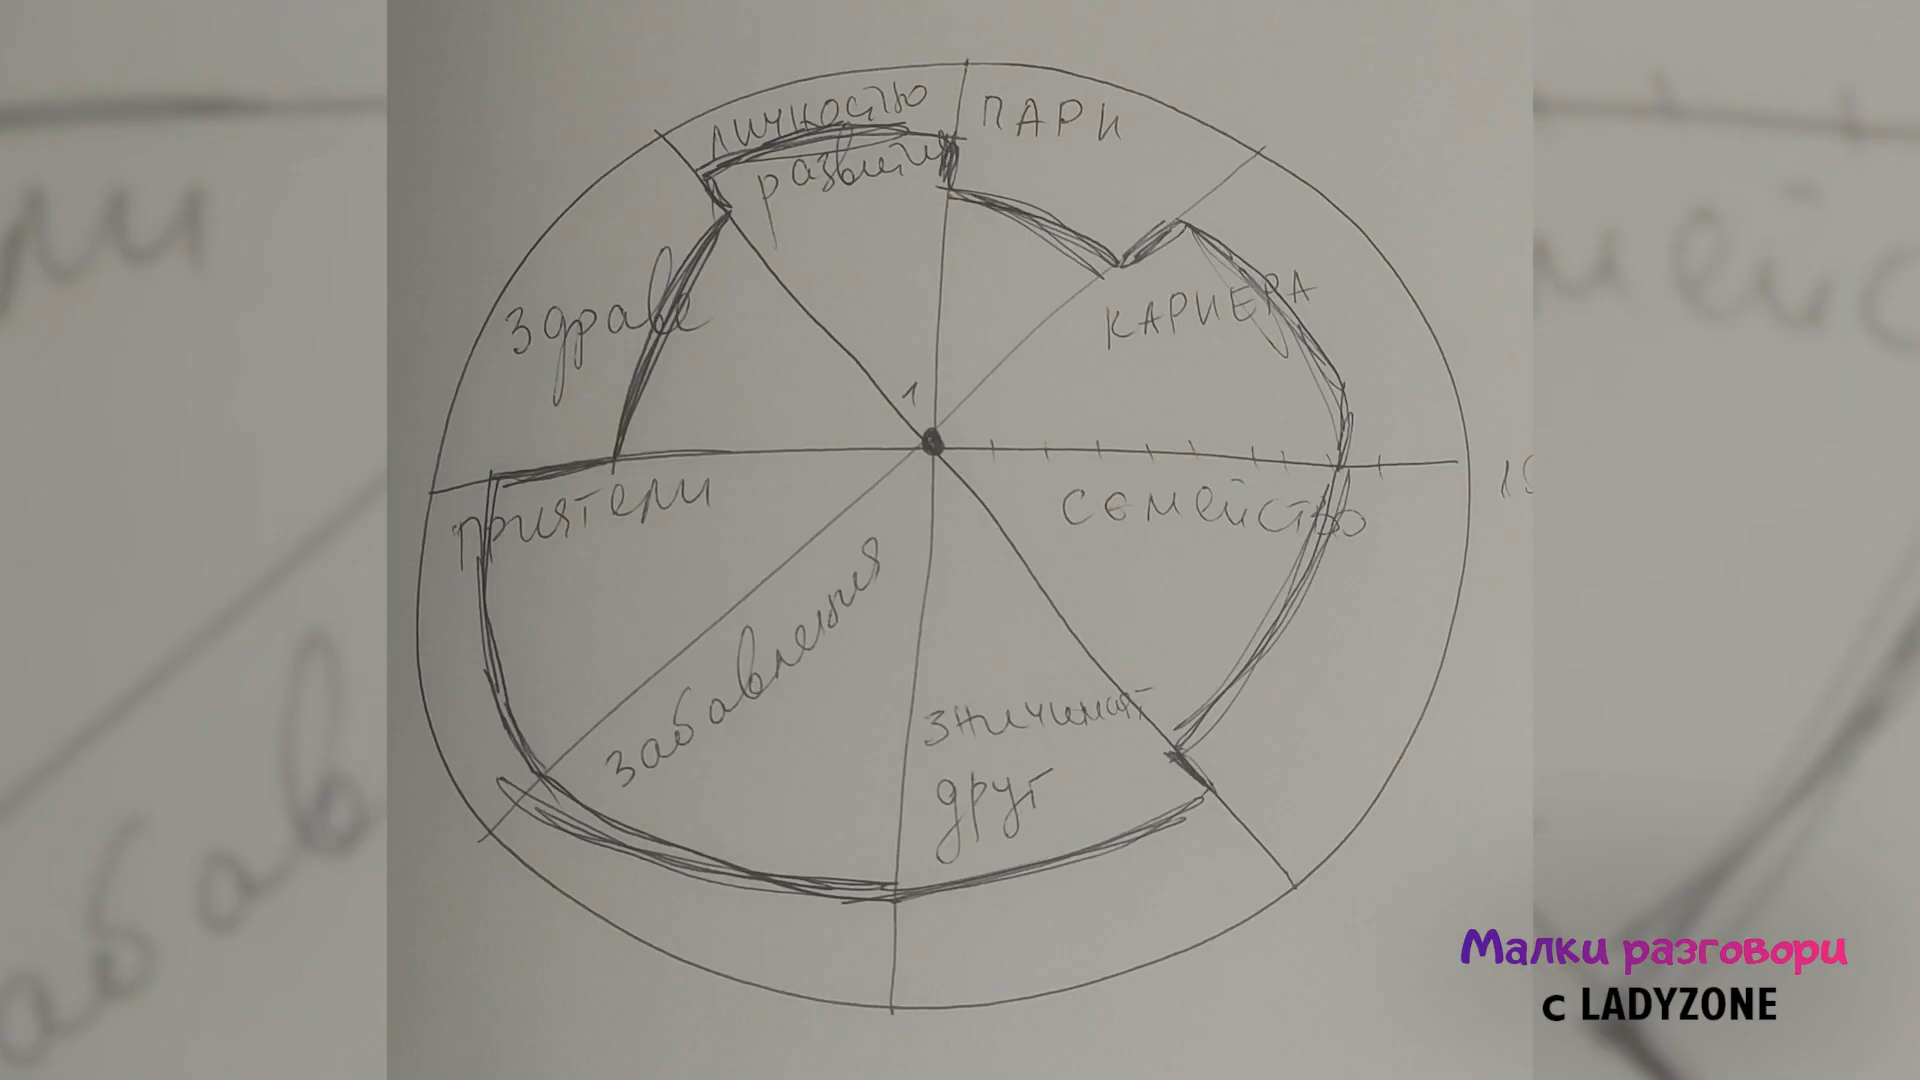 личностно
развитие
ПАРИ
Здраве
КАРИЕРА
1
приятели
семейство
забавления
значимият
друг
Малки разговори
с LADYZONE